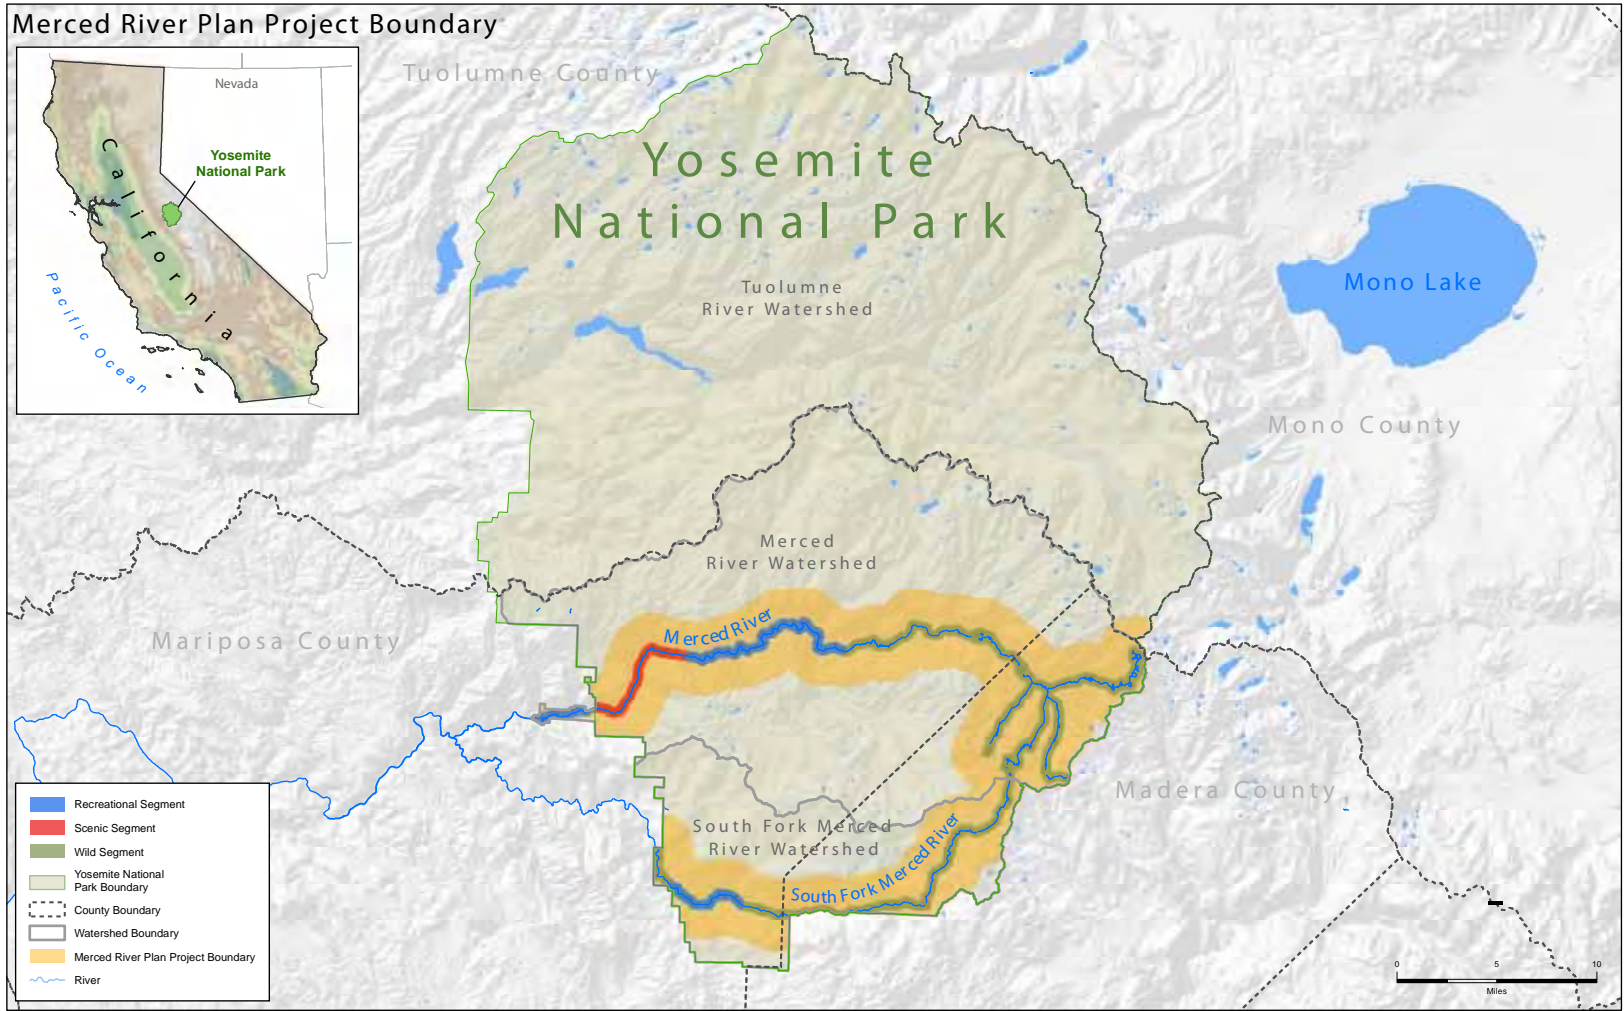 Merced River Plan Project Boundary
Nevada
Yosemite
National Park
California
Pacific Ocean
Tuolumne County
Yosemite
National Park
Tuolumne
River Watershed
Mono Lake
Mono County
Merced
River Watershed
Mariposa County
Merced River
Madera County
South Fork Merced
River Watershed
South Fork Merced River
Recreational Segment
Scenic Segment
Wild Segment
Yosemite National
Park Boundary
County Boundary
Watershed Boundary
Merced River Plan Project Boundary
River
0 5 10
Miles